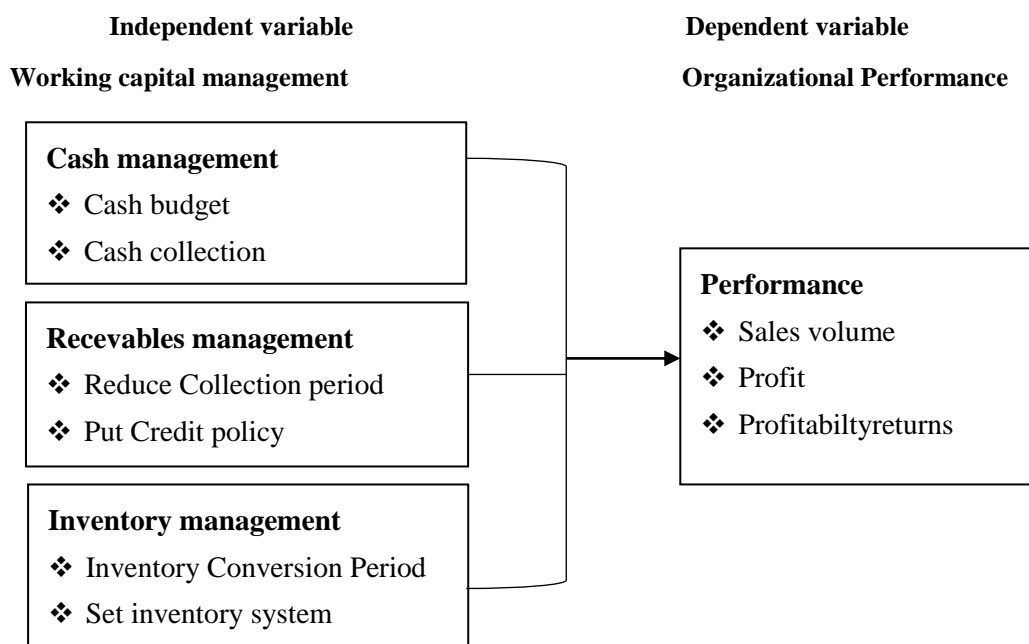 Independent variable
Dependent variable
Working capital management
Organizational Performance
Cash management
❖ Cash budget
❖ Cash collection
Recevables management
❖ Reduce Collection period
❖ Put Credit policy
Inventory management
❖ Inventory Conversion Period
❖ Set inventory system
Performance
❖ Sales volume
❖ Profit
❖ Profitabiltyreturns